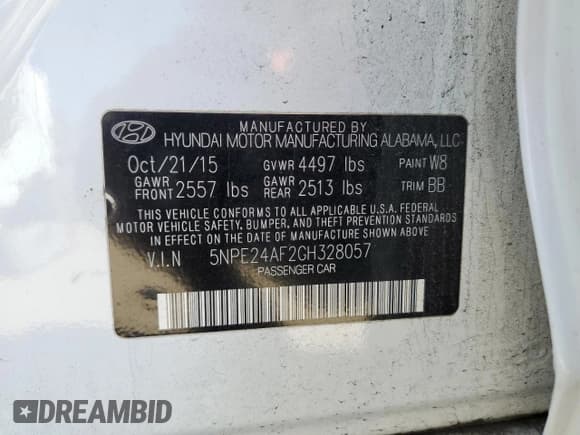 MANUFACTURED BY
HYUNDAI MOTOR MANUFACTURING ALABAMA, LLC
Oct/21/15 GVWR 4497 lbs PAINT W8
GAWR FRONT 2557 lbs GAWR REAR 2513 lbs TRIM BB
THIS VEHICLE CONFORMS TO ALL APPLICABLE U.S.A. FEDERAL
MOTOR VEHICLE SAFETY, BUMPER, AND THEFT PREVENTION STANDARDS
IN EFFECT ON THE DATE OF MANUFACTURE SHOWN ABOVE
V.I.N 5NPE24AF2GH328057
PASSENGER CAR
DREAMBID